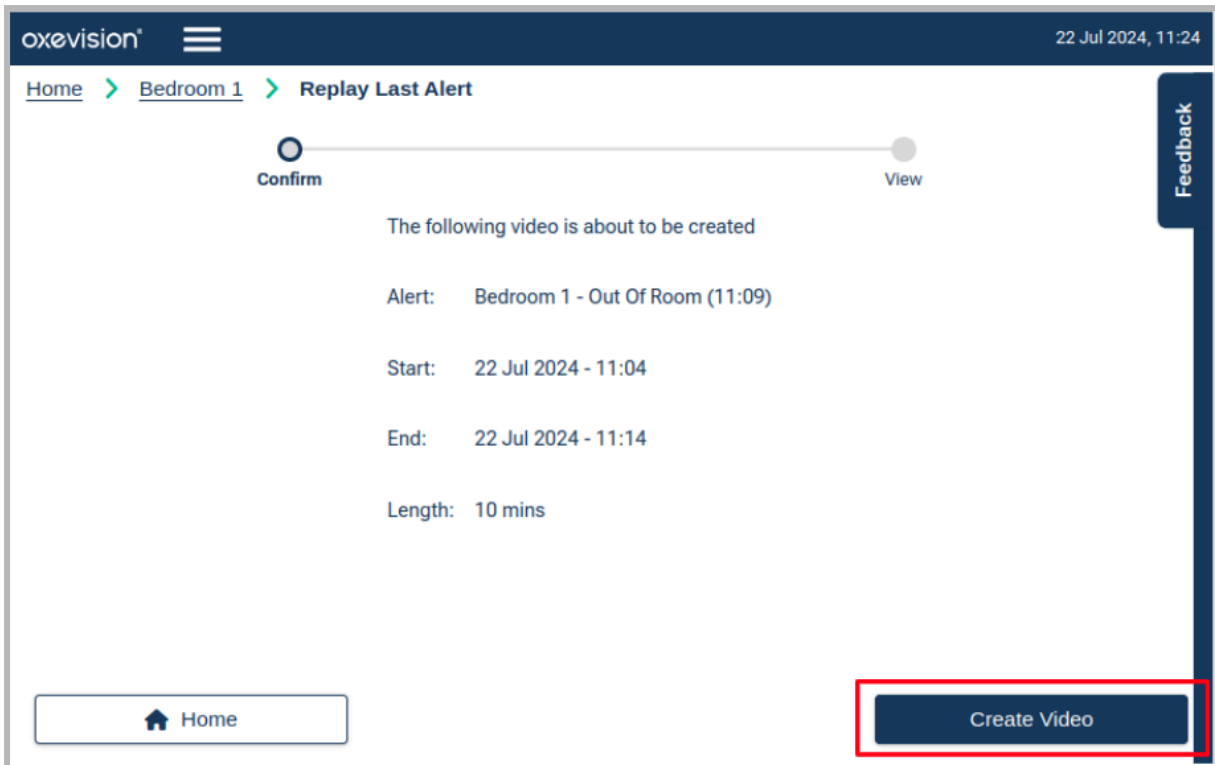 oxevision® 22 Jul 2024, 11:24
Home Bedroom 1 Replay Last Alert
Feedback
Confirm View
The following video is about to be created
Alert: Bedroom 1 - Out Of Room (11:09)
Start: 22 Jul 2024 - 11:04
End: 22 Jul 2024 - 11:14
Length: 10 mins
Home Create Video